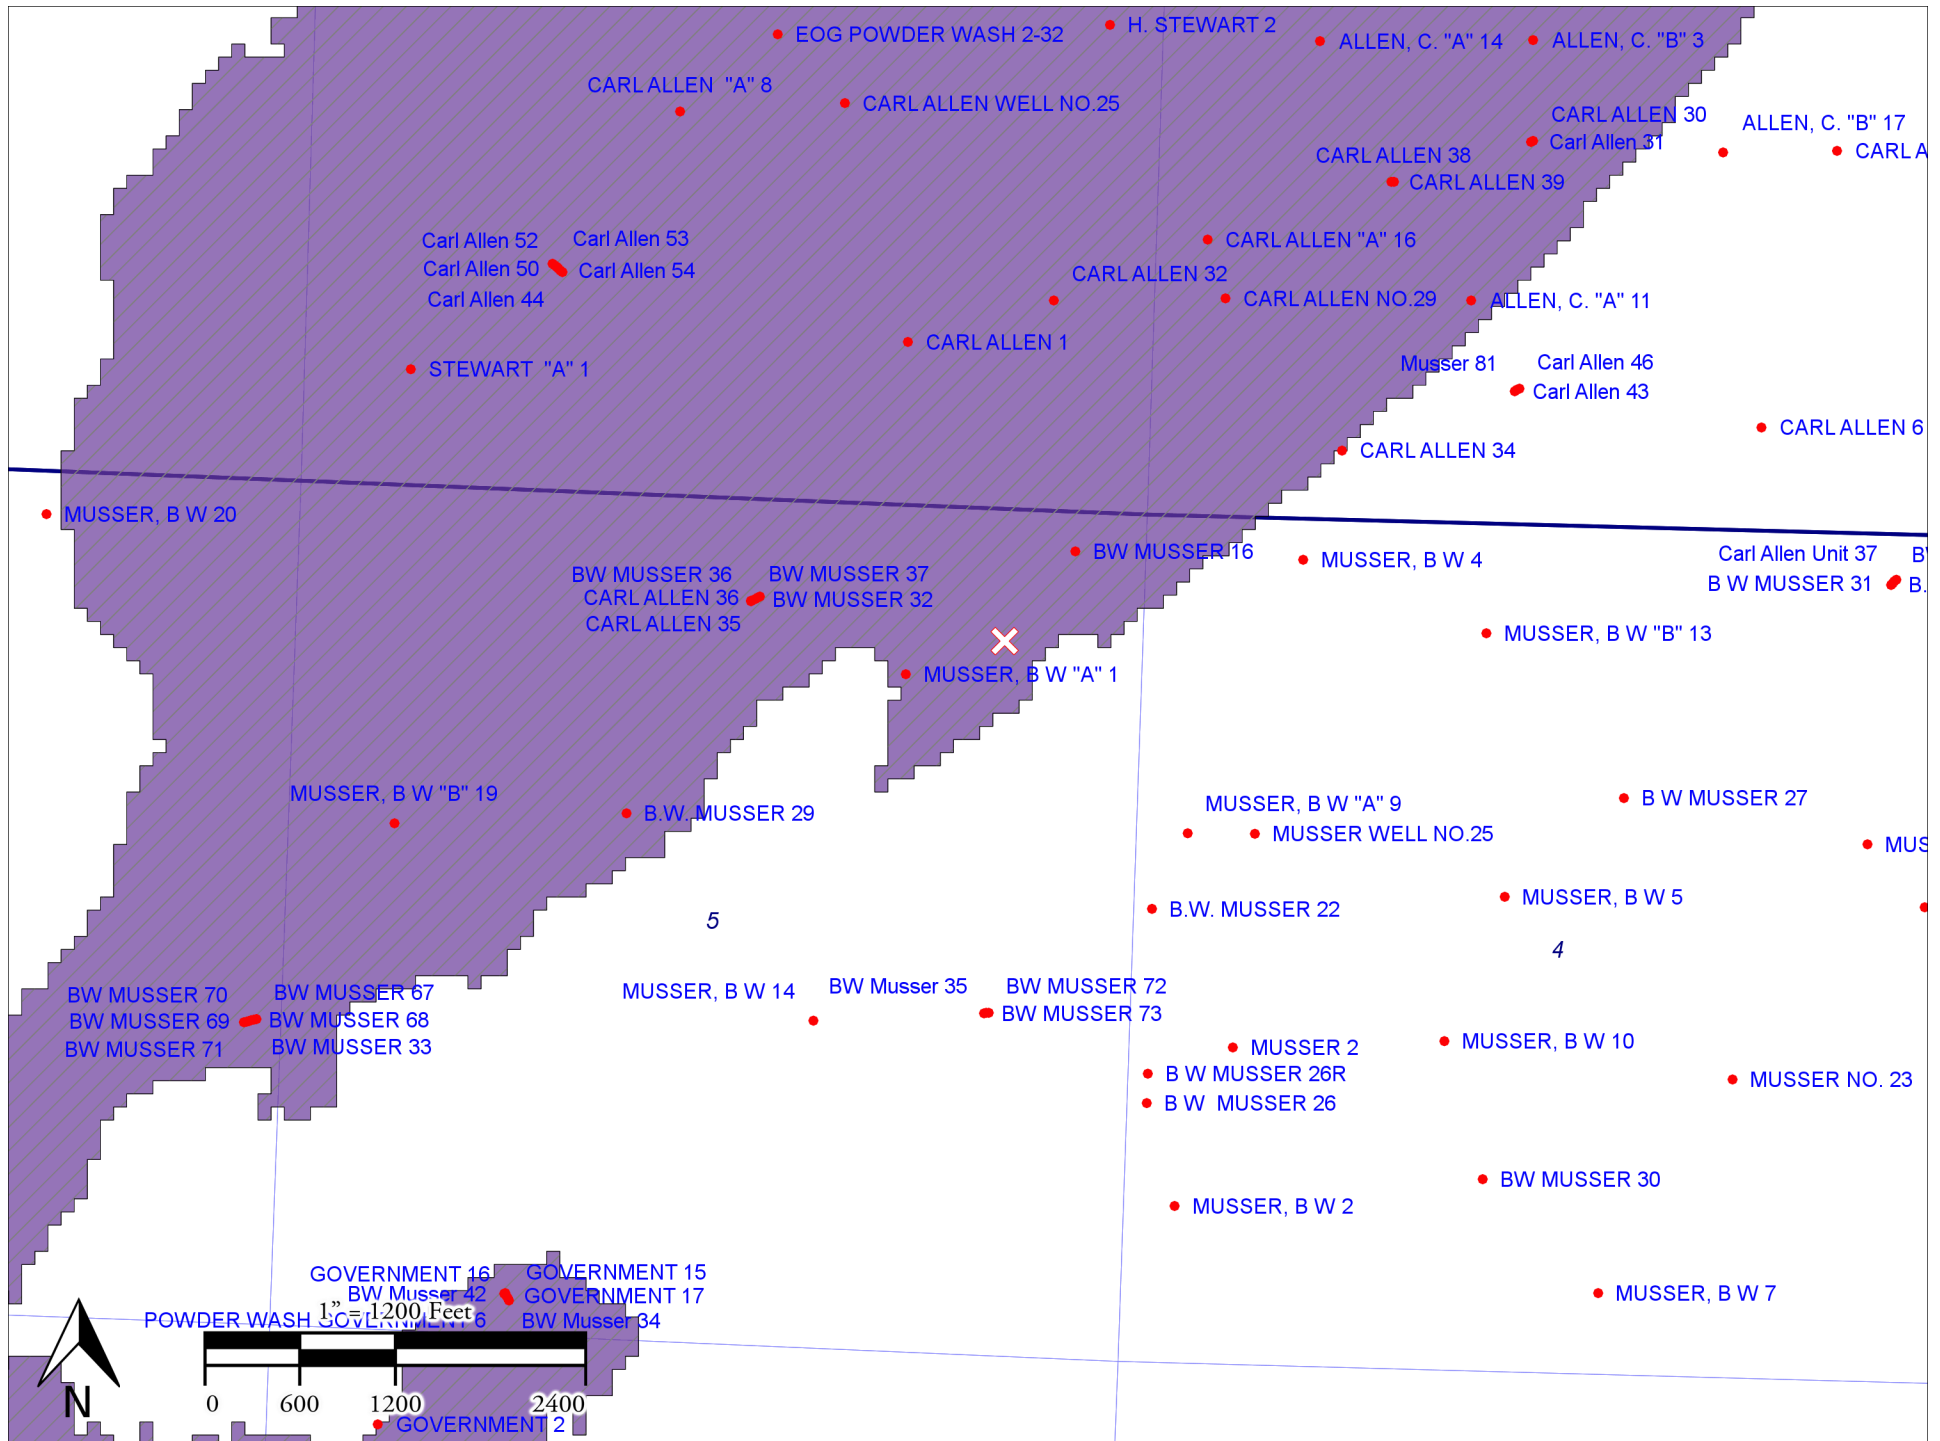 H. STEWART 2
EOG POWDER WASH 2-32
ALLEN, C. "A" 14
ALLEN, C. "B" 3
CARL ALLEN "A" 8
CARL ALLEN WELL NO.25
CARL ALLEN 30
ALLEN, C. "B" 17
Carl Allen 31
CARL A
CARL ALLEN 38
CARL ALLEN 39
Carl Allen 52
Carl Allen 53
CARL ALLEN "A" 16
Carl Allen 50
Carl Allen 54
CARL ALLEN 32
Carl Allen 44
CARL ALLEN NO.29
ALLEN, C. "A" 11
CARL ALLEN 1
STEWART "A" 1
Musser 81
Carl Allen 46
Carl Allen 43
CARL ALLEN 6
CARL ALLEN 34
MUSSER, B W 20
BW MUSSER 16
MUSSER, B W 4
Carl Allen Unit 37
BW MUSSER 36
BW MUSSER 37
B W MUSSER 31
B.
CARL ALLEN 36
BW MUSSER 32
CARL ALLEN 35
MUSSER, B W "B" 13
MUSSER, B W "A" 1
MUSSER, B W "B" 19
B.W. MUSSER 29
MUSSER, B W "A" 9
B W MUSSER 27
MUSSER WELL NO.25
MUS
MUSSER, B W 5
B.W. MUSSER 22
5
4
BW MUSSER 70
BW MUSSER 67
MUSSER, B W 14
BW Musser 35
BW MUSSER 72
BW MUSSER 69
BW MUSSER 68
BW MUSSER 73
BW MUSSER 71
BW MUSSER 33
MUSSER 2
MUSSER, B W 10
B W MUSSER 26R
MUSSER NO. 23
B W MUSSER 26
BW MUSSER 30
MUSSER, B W 2
GOVERNMENT 16
GOVERNMENT 15
BW Musser 42
GOVERNMENT 17
MUSSER, B W 7
1” = 1200 Feet
POWDER WASH GOVERNMENT 6
BW Musser 34
N
0 600 1200 2400
GOVERNMENT 2